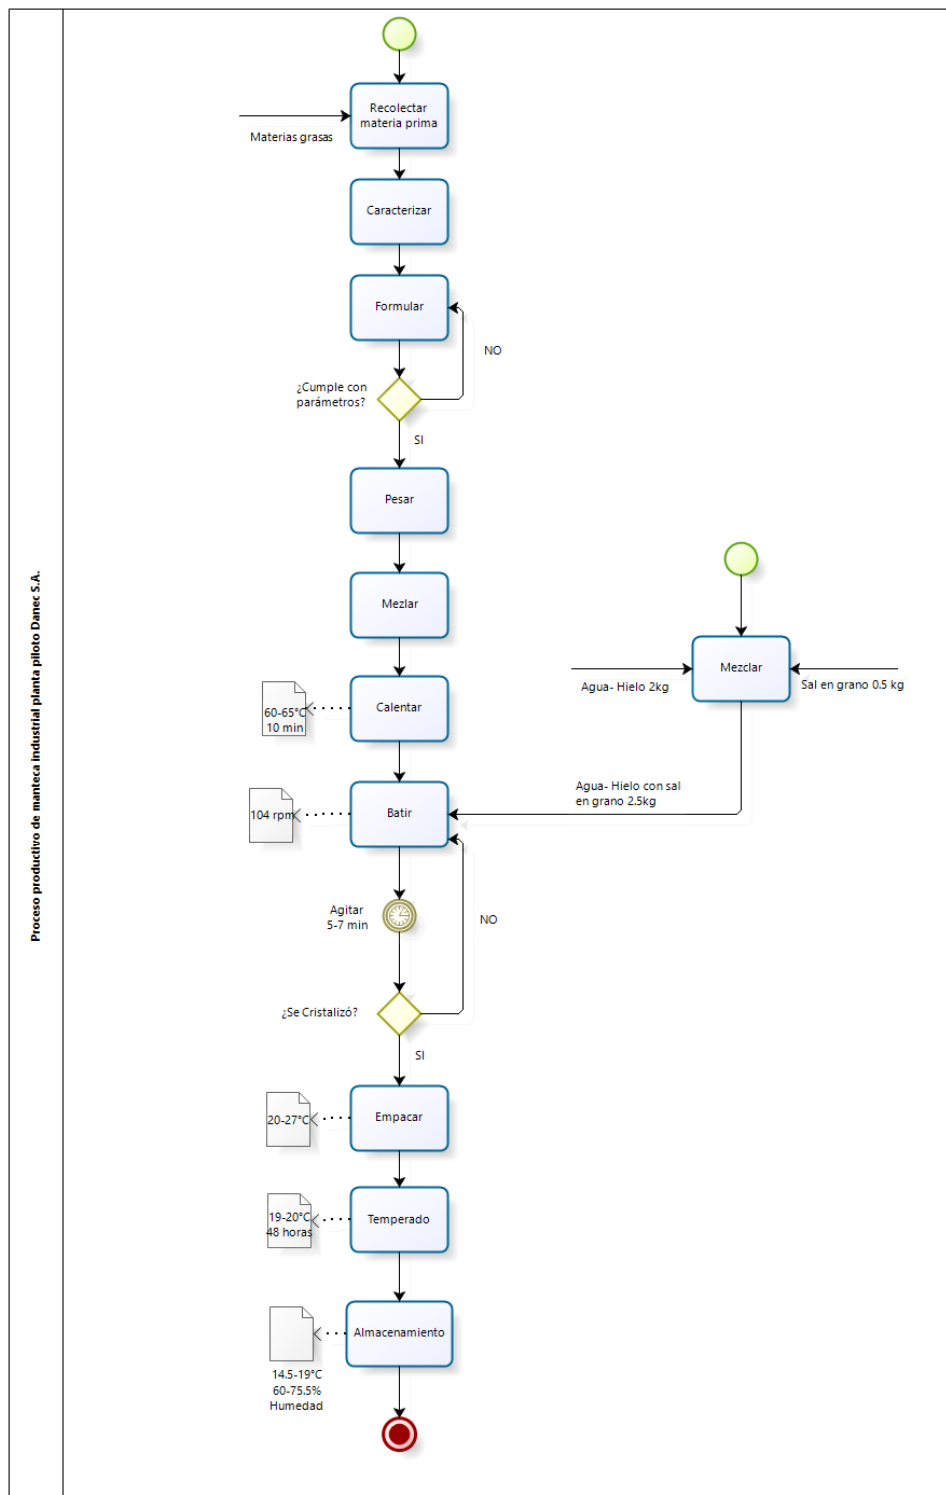 Proceso productivo de manteca industrial planta piloto Danec S.A.
Recolectar
materia prima
Materias grasas
Caracterizar
Formular
NO
¿Cumple con
parámetros?
SI
Pesar
Mezlar
Mezclar
Agua- Hielo 2kg
Sal en grano 0.5 kg
Calentar
60-65°C
10 min
Agua- Hielo con sal
en grano 2.5kg
Batir
104 rpm
Agitar
5-7 min
NO
¿Se Cristalizó?
SI
Empacar
20-27°C
Temperado
19-20°C
48 horas
Almacenamiento
14.5-19°C
60-75.5%
Humedad